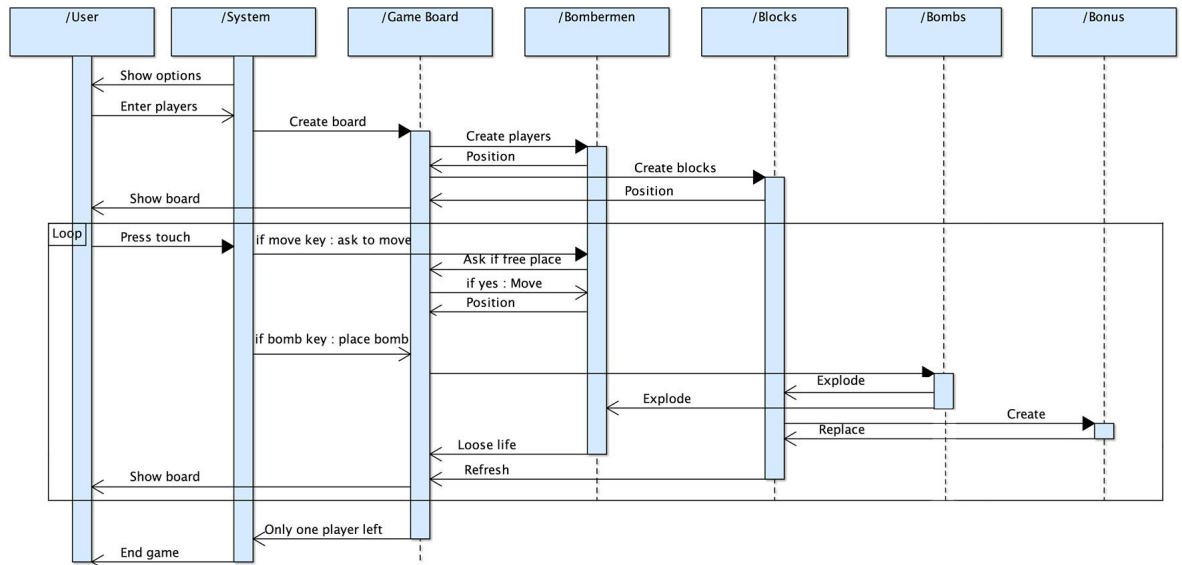 /User
/System
/Game Board
/Bombermen
/Blocks
/Bombs
/Bonus
Show options
Enter players
Create board
Create players
Position
Create blocks
Position
Show board
Loop
Press touch
if move key : ask to move
Ask if free place
if yes : Move
Position
if bomb key : place bomb
Explode
Explode
Create
Replace
Loose life
Refresh
Show board
Only one player left
End game